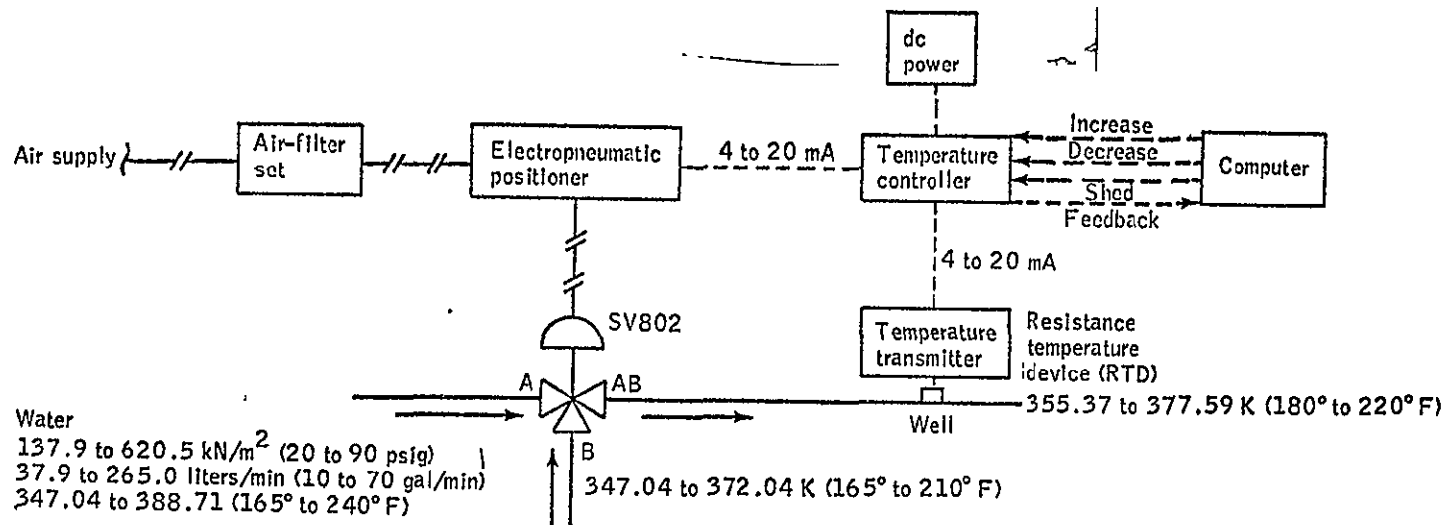 dc
power
Air supply
Air-filter
set
Electropneumatic
positioner
4 to 20 mA
Temperature
controller
Increase
Decrease
Shed
Feedback
Computer
4 to 20 mA
SV802
Temperature
transmitter
Resistance
temperature
device (RTD)
A
AB
Well
355.37 to 377.59 K (180° to 220° F)
Water
137.9 to 620.5 kN/m² (20 to 90 psig)
37.9 to 265.0 liters/min (10 to 70 gal/min)
347.04 to 388.71 (165° to 240° F)
B
347.04 to 372.04 K (165° to 210° F)